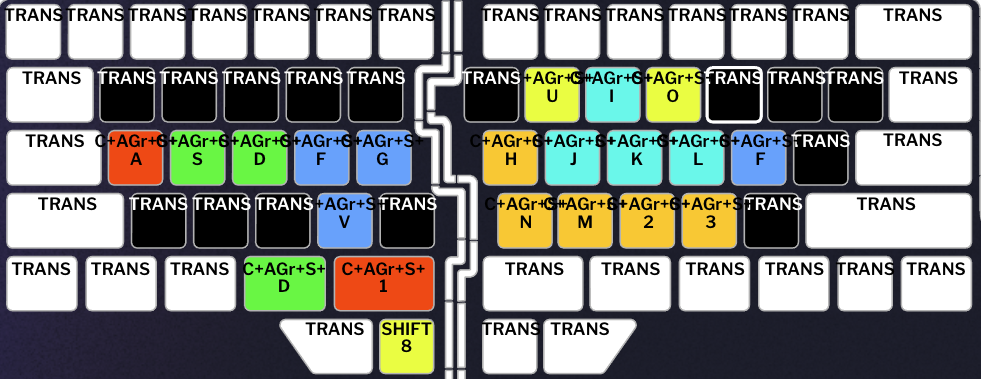 TRANS TRANS TRANS TRANS TRANS TRANS TRANS TRANS TRANS TRANS TRANS TRANS TRANS TRANS
TRANS TRANS TRANS TRANS TRANS TRANS TRANS +AGr+ +AGr+ +AGr+S TRANS TRANS TRANS TRANS
U I O
TRANS C+AGr+S +AGr+S +AGr+S +AGr+S +AGr+S+ C+AGr+S +AGr+S +AGr+S +AGr+S +AGr+S TRANS TRANS
A S D F G H J K L F
TRANS TRANS TRANS TRANS +AGr+S TRANS C+AGr+S +AGr+S +AGr+S +AGr+S TRANS TRANS
V N M 2 3
TRANS TRANS TRANS C+AGr+S+ C+AGr+S+ TRANS TRANS TRANS TRANS TRANS TRANS
D 1
TRANS SHIFT TRANS TRANS
8